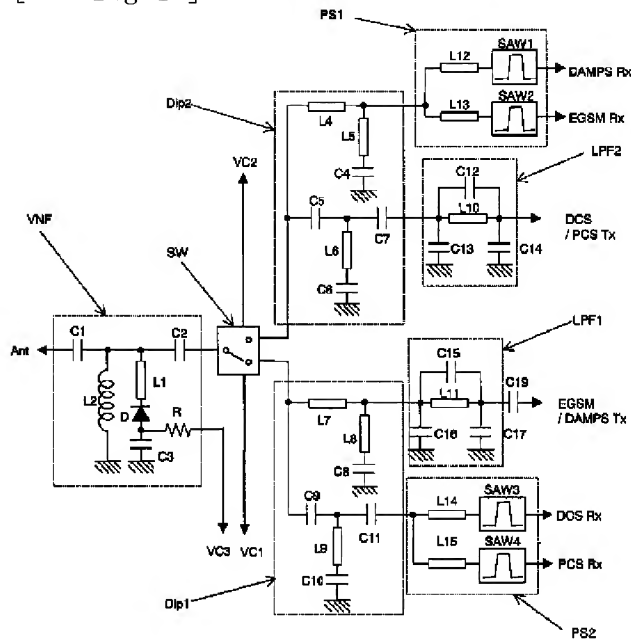 PS1
L12
SAW1
DAMPS Rx
L13
SAW2
EGSM Rx
Dip2
L4
L5
C4
VC2
LPF2
C12
C5
L10
DCS
/ PCS Tx
C7
L6
C13
C14
C6
VNF
SW
C1
C2
Ant
L1
L2
D
R
C3
VC3
VC1
LPF1
C15
C19
L7
L11
EGSM
/ DAMPS Tx
L8
C16
C17
C8
C9
L14
SAW3
DCS Rx
C11
L9
L15
SAW4
PCS Rx
C10
Dip1
PS2